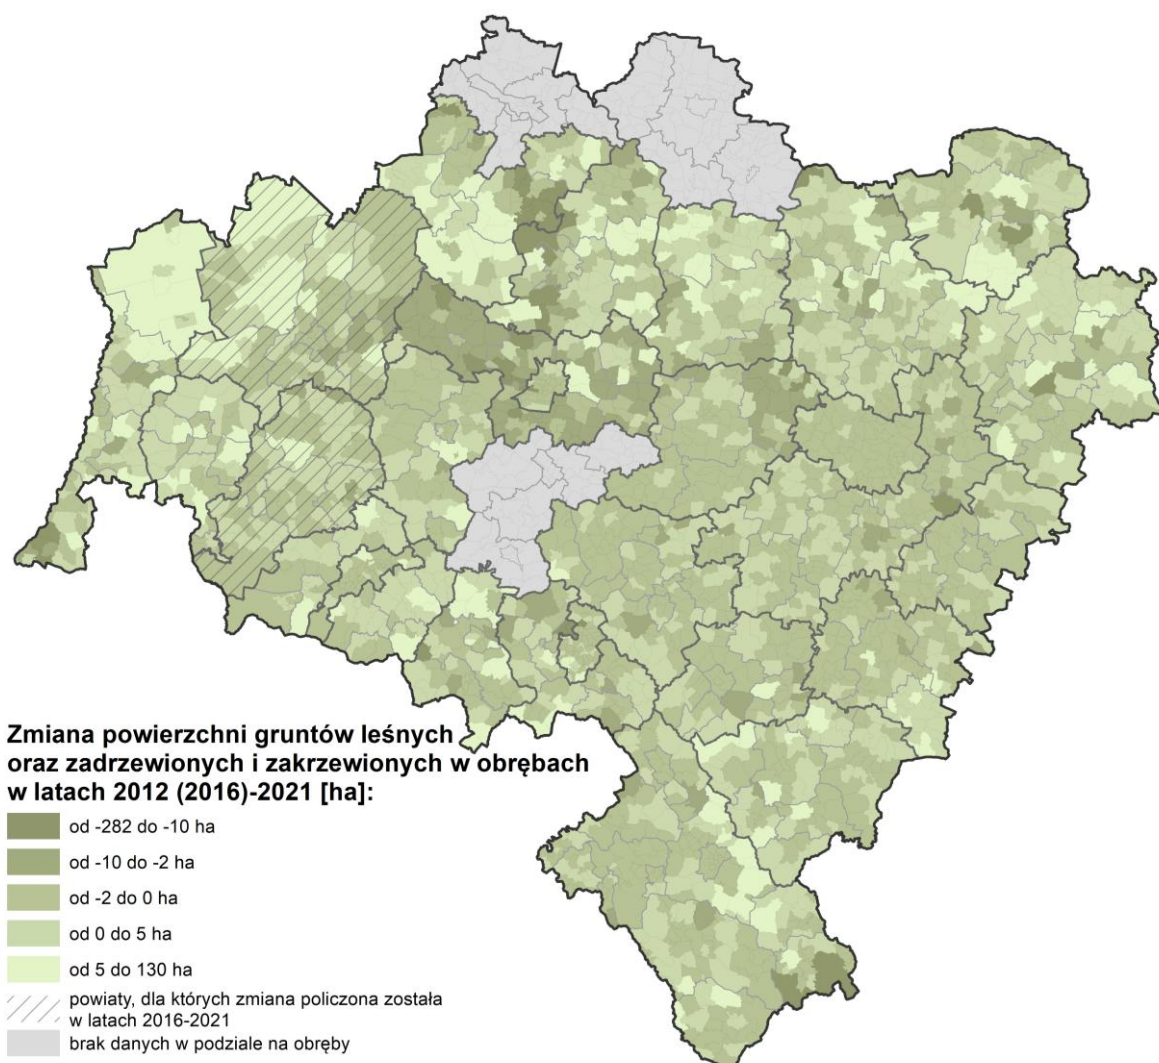 Zmiana powierzchni gruntów leśnych
oraz zadrzewionych i zakrzewionych w obrębach
w latach 2012 (2016)-2021 [ha]:
od -282 do -10 ha
od -10 do -2 ha
od -2 do 0 ha
od 0 do 5 ha
od 5 do 130 ha
powiaty, dla których zmiana policzona została
w latach 2016-2021
brak danych w podziale na obręby